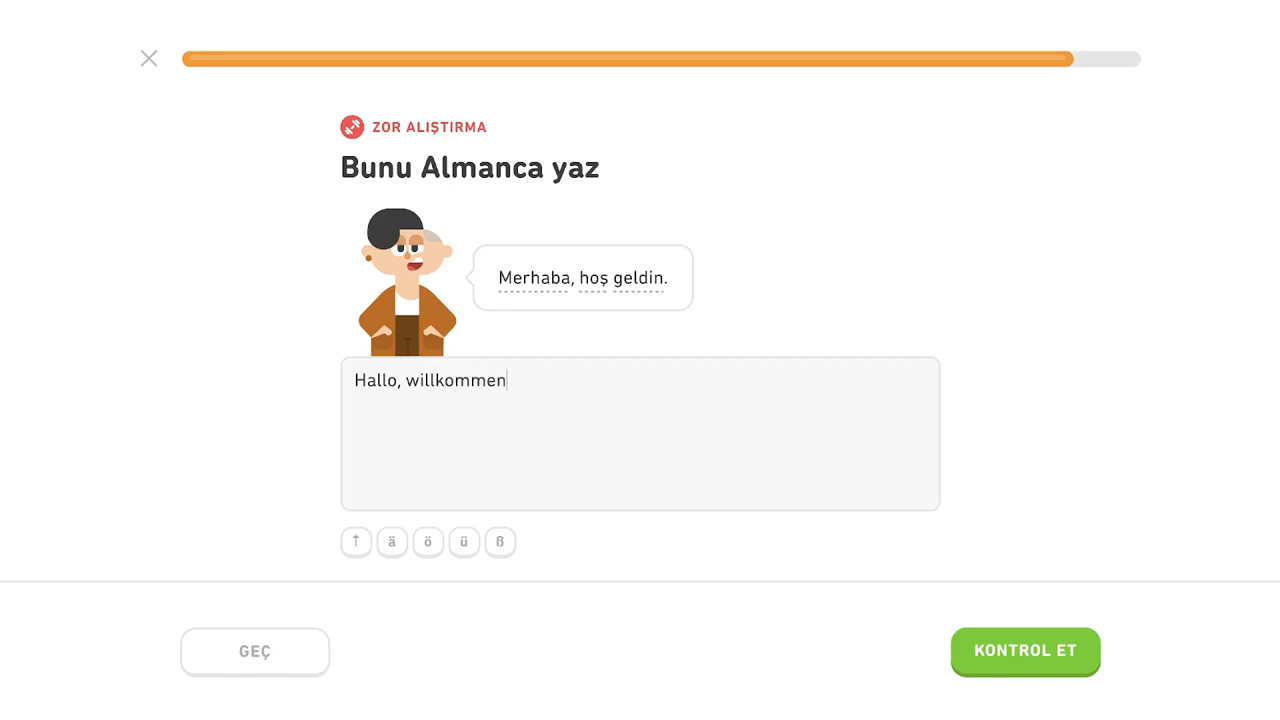 ZOR ALIŞTIRMA
Bunu Almanca yaz
Merhaba, hoş geldin.
Hallo, willkommen
↑ ä ö ü ß
GEÇ
KONTROL ET